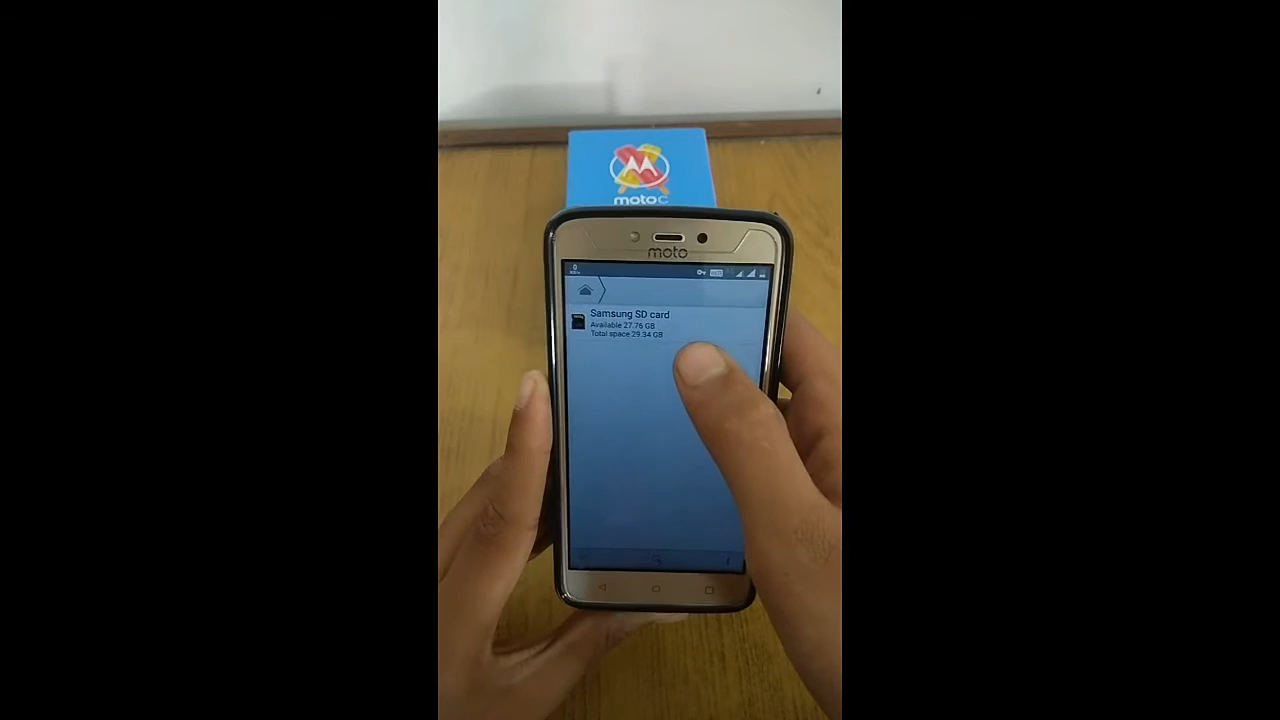 moto c
moto
Samsung SD card
Available 27.76 GB
Total space 29.34 GB